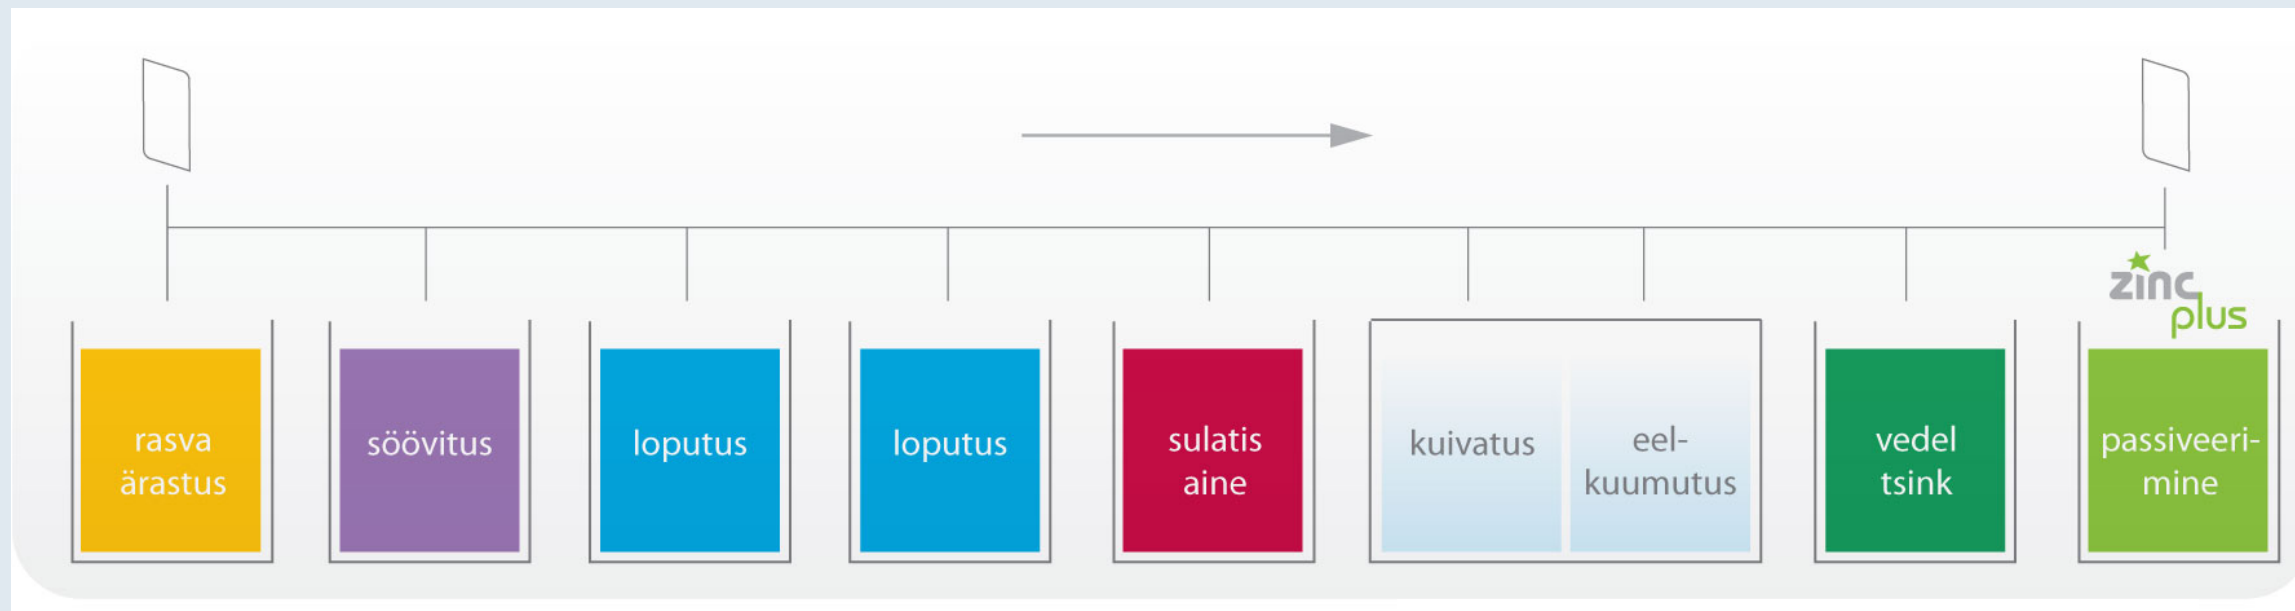 zinc
plus
rasva
ärastus
söövitus
loputus
loputus
sulatis
aine
kuivatus
eel-
kuumutus
vedel
tsink
passiveeri-
mine